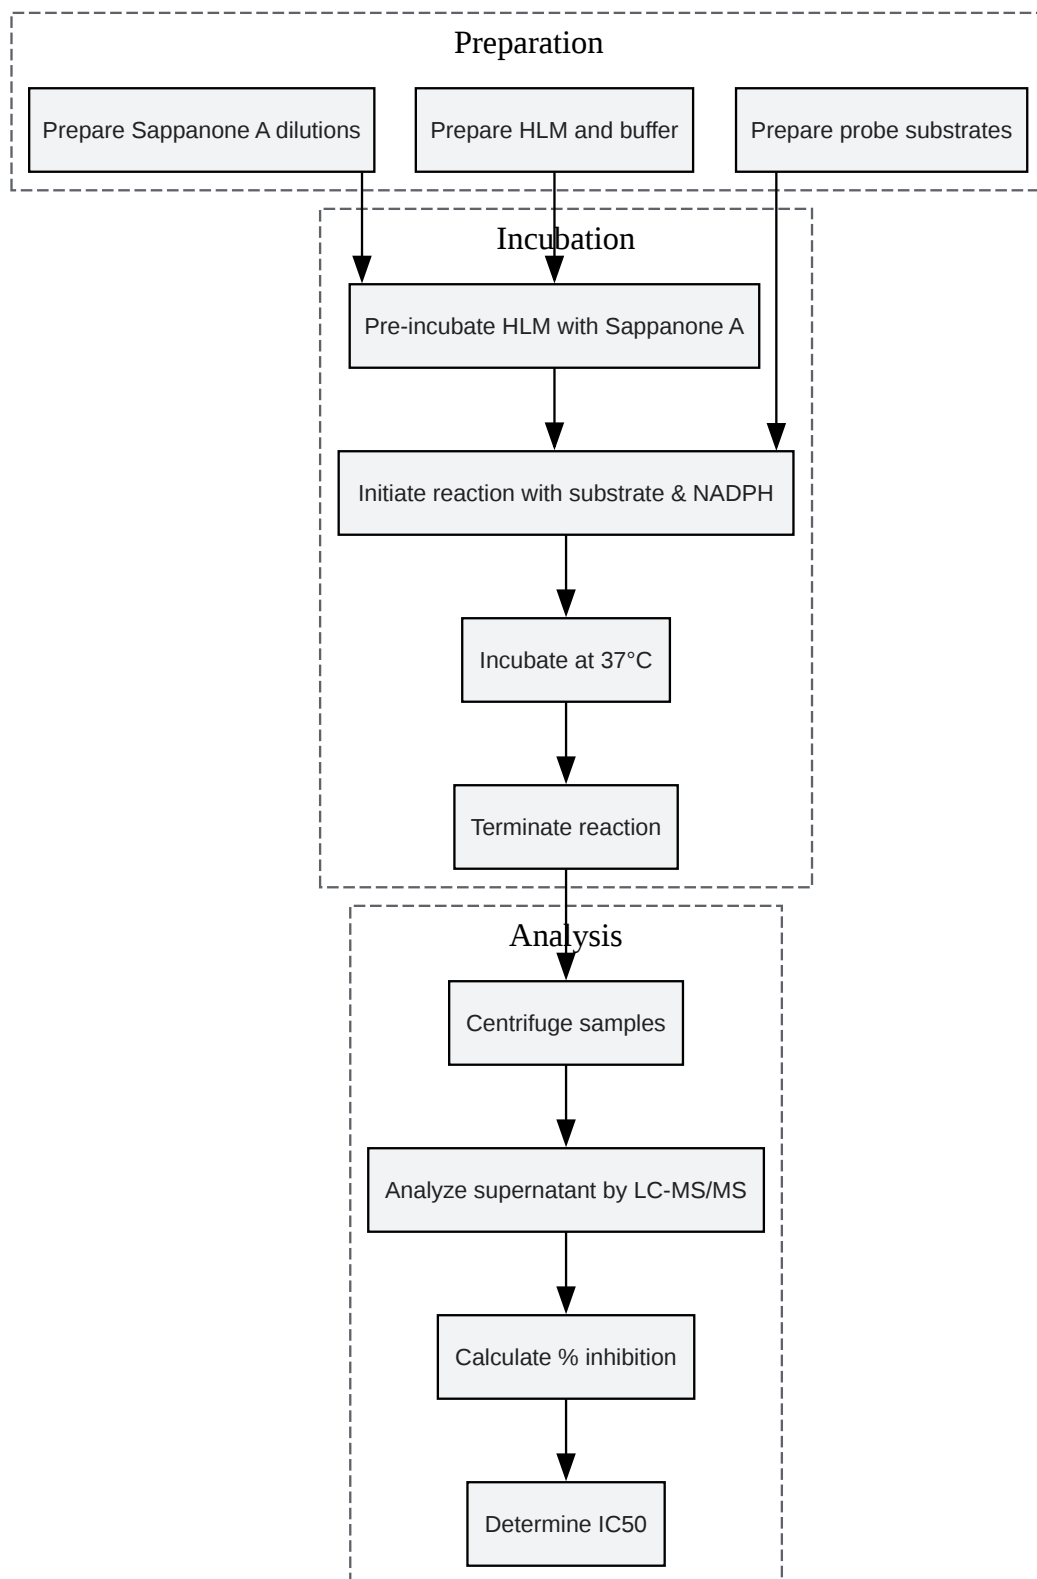 Preparation
Prepare Sappanone A dilutions
Prepare HLM and buffer
Prepare probe substrates
Incubation
Pre-incubate HLM with Sappanone A
Initiate reaction with substrate & NADPH
Incubate at 37°C
Terminate reaction
Analysis
Centrifuge samples
Analyze supernatant by LC-MS/MS
Calculate % inhibition
Determine IC50